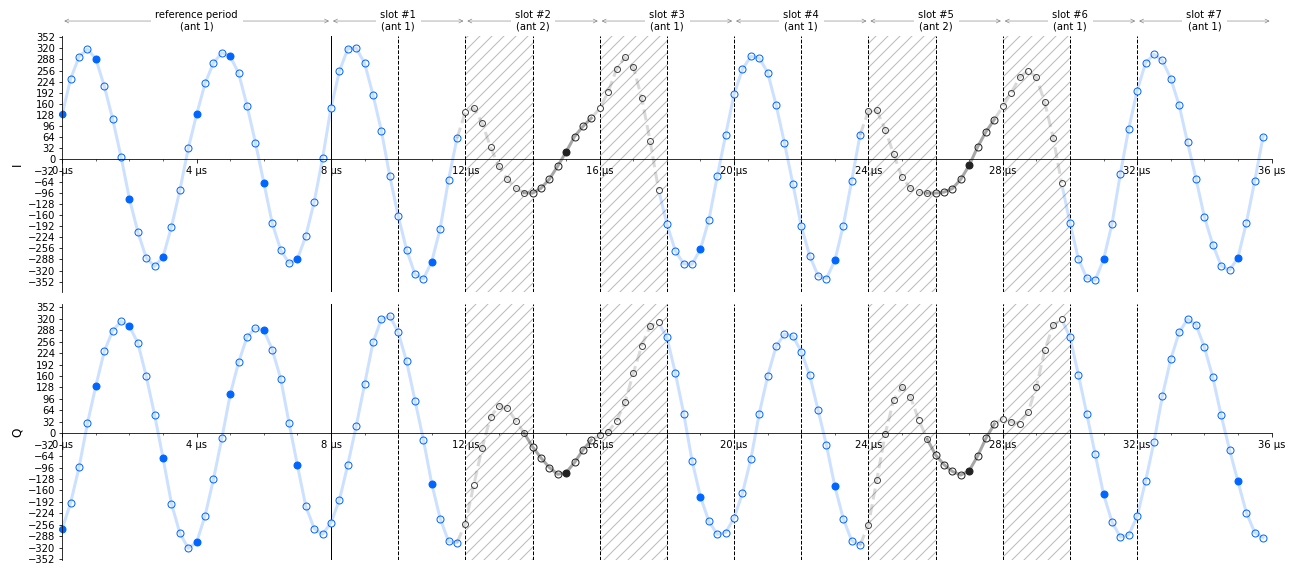 reference period
(ant 1)
slot #1
(ant 1)
slot #2
(ant 2)
slot #3
(ant 1)
slot #4
(ant 1)
slot #5
(ant 2)
slot #6
(ant 1)
slot #7
(ant 1)
352
320
288
256
224
192
160
128
96
64
32
0
−32
−64
−96
−128
−160
−192
−224
−256
−288
−320
−352
I
0 μs
4 μs
8 μs
12 μs
16 μs
20 μs
24 μs
28 μs
32 μs
36 μs
352
320
288
256
224
192
160
128
96
64
32
0
−32
−64
−96
−128
−160
−192
−224
−256
−288
−320
−352
Q
0 μs
4 μs
8 μs
12 μs
16 μs
20 μs
24 μs
28 μs
32 μs
36 μs